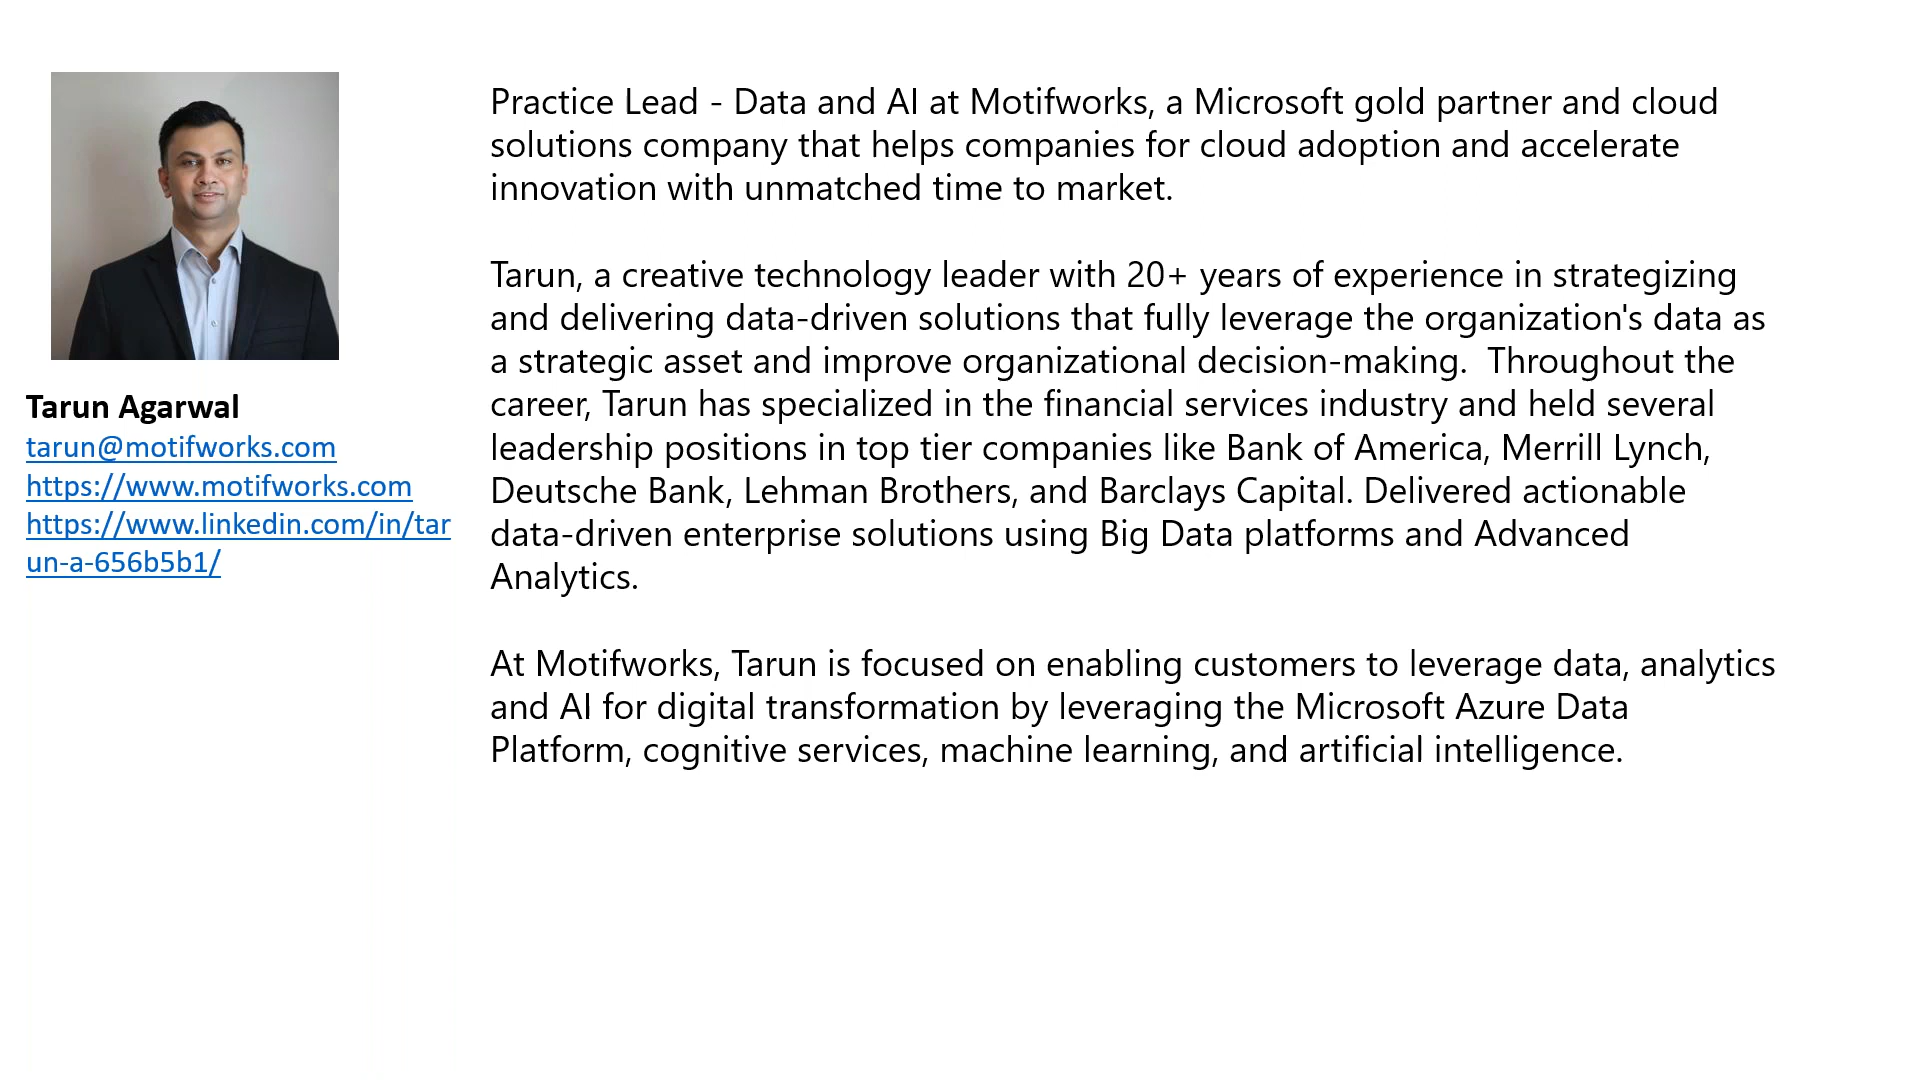 Tarun Agarwal
tarun@motifworks.com
https://www.motifworks.com
https://www.linkedin.com/in/tar
un-a-656b5b1/
Practice Lead - Data and AI at Motifworks, a Microsoft gold partner and cloud
solutions company that helps companies for cloud adoption and accelerate
innovation with unmatched time to market.
Tarun, a creative technology leader with 20+ years of experience in strategizing
and delivering data-driven solutions that fully leverage the organization's data as
a strategic asset and improve organizational decision-making.  Throughout the
career, Tarun has specialized in the financial services industry and held several
leadership positions in top tier companies like Bank of America, Merrill Lynch,
Deutsche Bank, Lehman Brothers, and Barclays Capital. Delivered actionable
data-driven enterprise solutions using Big Data platforms and Advanced
Analytics.
At Motifworks, Tarun is focused on enabling customers to leverage data, analytics
and AI for digital transformation by leveraging the Microsoft Azure Data
Platform, cognitive services, machine learning, and artificial intelligence.